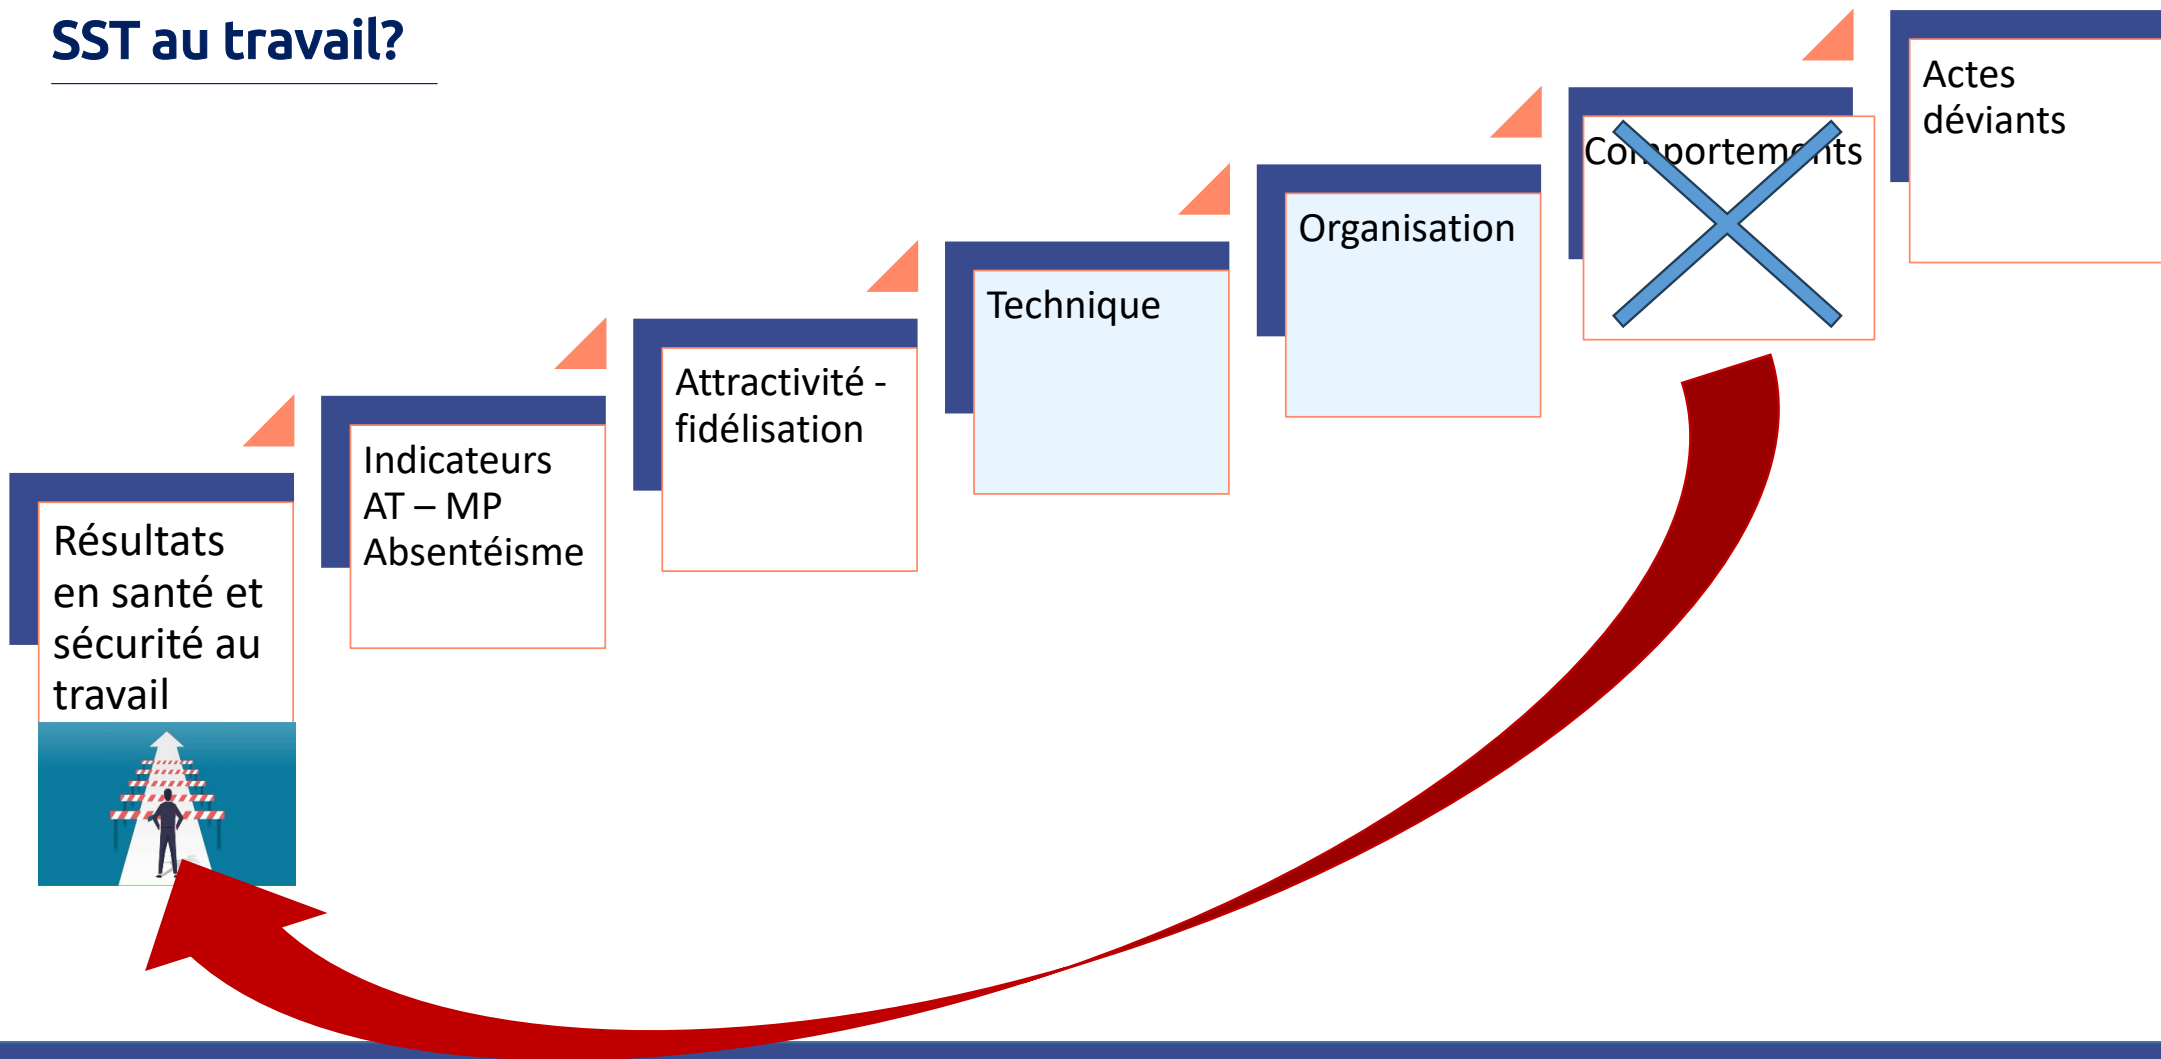 SST au travail?
Résultats
en santé et
sécurité au
travail
Indicateurs
AT – MP
Absentéisme
Attractivité -
fidélisation
Technique
Organisation
Comportements
Actes
déviants